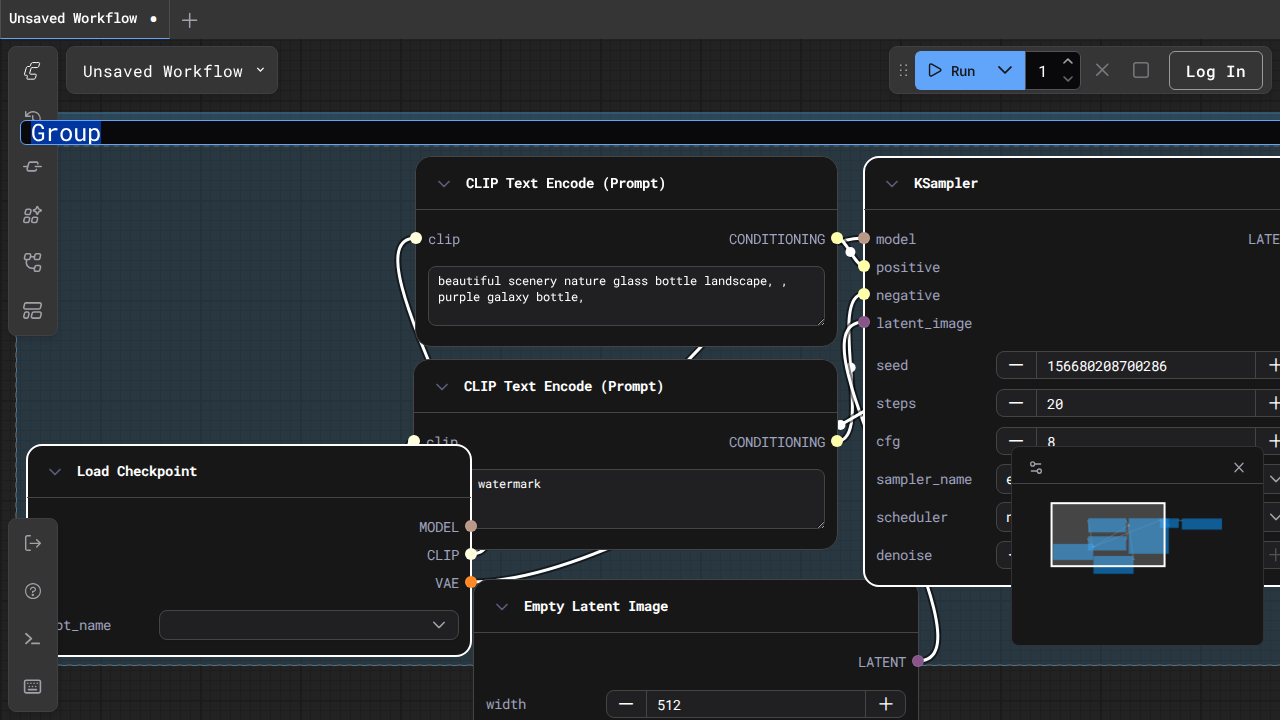 Unsaved Workflow
Unsaved Workflow
Run
1
Log In
Group
CLIP Text Encode (Prompt)
clip
CONDITIONING
beautiful scenery nature glass bottle landscape, ,
purple galaxy bottle,
CLIP Text Encode (Prompt)
clip
CONDITIONING
watermark
KSampler
model
positive
negative
latent_image
seed
156680208700286
steps
20
cfg
8
sampler_name
scheduler
denoise
Load Checkpoint
MODEL
CLIP
VAE
Empty Latent Image
LATENT
width
512